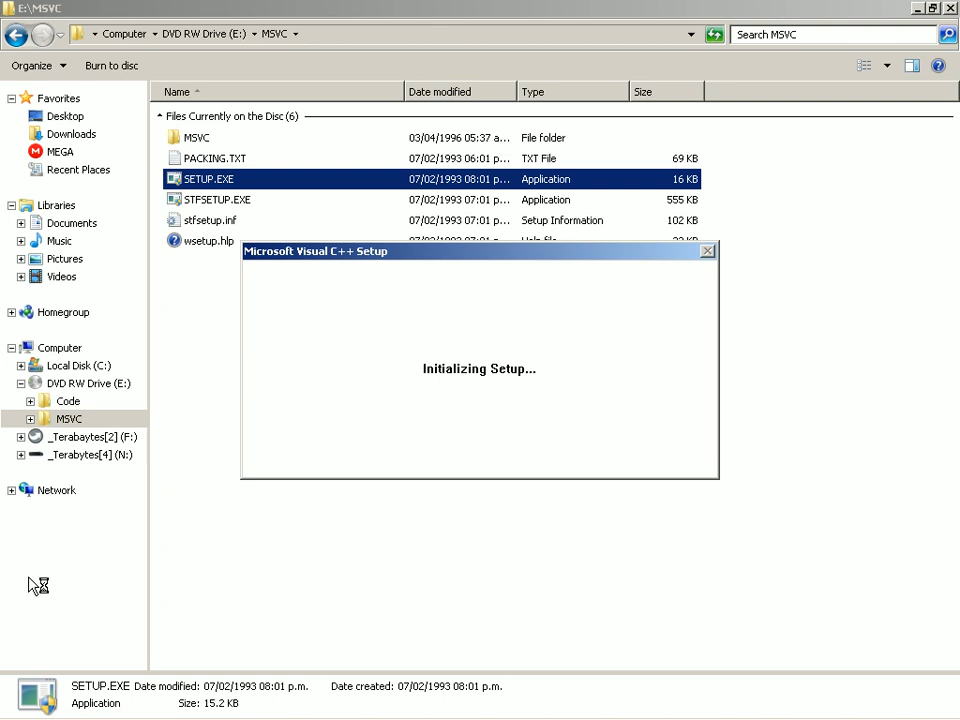 E:\MSVC
Computer DVD RW Drive (E:) MSVC
Search MSVC
Organize Burn to disc
Name Date modified Type Size
Files Currently on the Disc (6)
MSVC 03/04/1996 05:37 a... File folder
PACKING.TXT 07/02/1993 06:01 p... TXT File 69 KB
SETUP.EXE 07/02/1993 08:01 p... Application 16 KB
STFSETUP.EXE 07/02/1993 07:01 p... Application 555 KB
stfsetup.inf 07/02/1993 07:01 p... Setup Information 102 KB
wsetup.hlp
Favorites
Desktop
Downloads
MEGA
Recent Places
Libraries
Documents
Music
Pictures
Videos
Homegroup
Computer
Local Disk (C:)
DVD RW Drive (E:)
Code
MSVC
_Terabaytes[2] (F:)
_Terabytes[4] (N:)
Network
Microsoft Visual C++ Setup
Initializing Setup...
SETUP.EXE Date modified: 07/02/1993 08:01 p.m. Date created: 07/02/1993 08:01 p.m.
Application Size: 15.2 KB